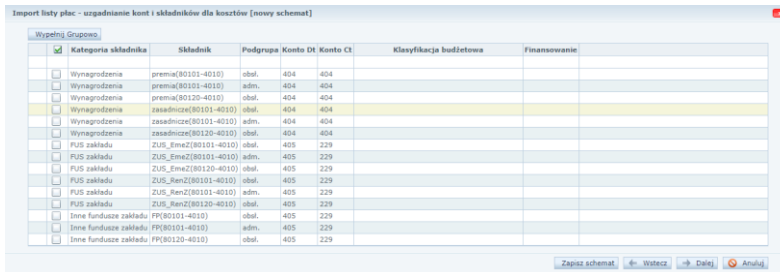 Import listy płac - uzgadnianie kont i składników dla kosztów [nowy schemat]
Wypełnij Grupowo
Kategoria składnika Składnik Podgrupa Konto Dt Konto Ct Klasyfikacja budżetowa Finansowanie
Wynagrodzenia premia(80101-4010) obsł. 404 404
Wynagrodzenia premia(80101-4010) adm. 404 404
Wynagrodzenia premia(80120-4010) obsł. 404 404
Wynagrodzenia zasadnicze(80101-4010) obsł. 404 404
Wynagrodzenia zasadnicze(80101-4010) adm. 404 404
Wynagrodzenia zasadnicze(80120-4010) obsł. 404 404
FUS zakładu ZUS_EmeZ(80101-4010) obsł. 405 229
FUS zakładu ZUS_EmeZ(80101-4010) adm. 405 229
FUS zakładu ZUS_EmeZ(80120-4010) obsł. 405 229
FUS zakładu ZUS_RenZ(80101-4010) obsł. 405 229
FUS zakładu ZUS_RenZ(80101-4010) adm. 405 229
FUS zakładu ZUS_RenZ(80120-4010) obsł. 405 229
Inne fundusze zakładu FP(80101-4010) obsł. 405 229
Inne fundusze zakładu FP(80101-4010) adm. 405 229
Inne fundusze zakładu FP(80120-4010) obsł. 405 229
Zapisz schemat Wstecz Dalej Anuluj